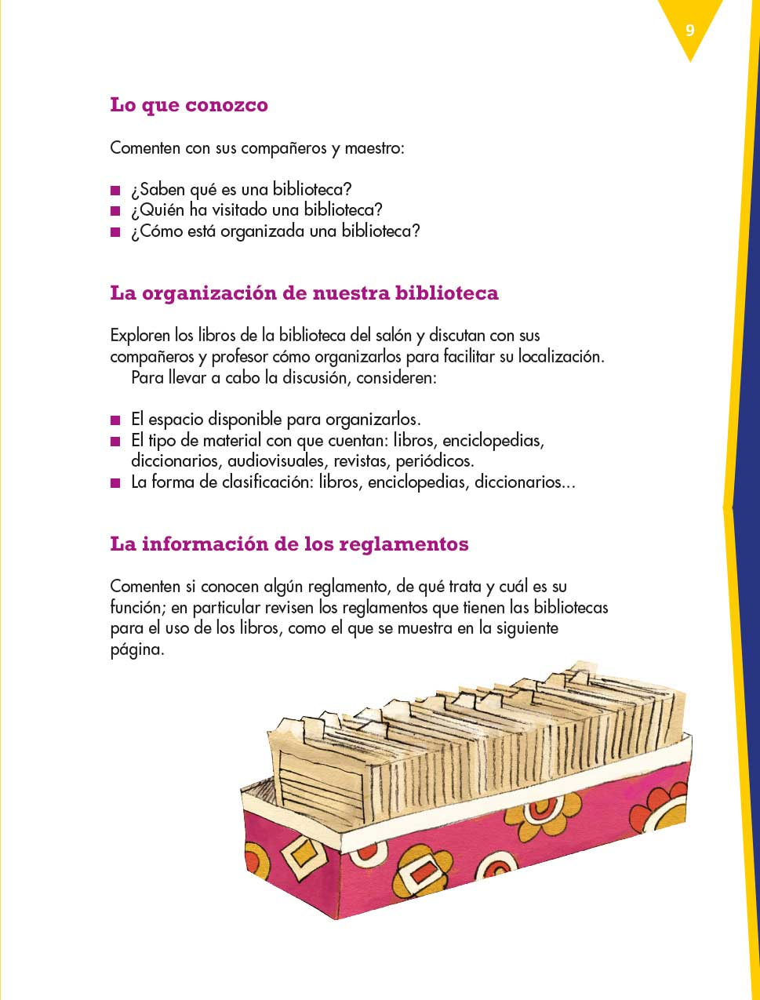 9
Lo que conozco
Comenten con sus compañeros y maestro:
■ ¿Saben qué es una biblioteca?
■ ¿Quién ha visitado una biblioteca?
■ ¿Cómo está organizada una biblioteca?
La organización de nuestra biblioteca
Exploren los libros de la biblioteca del salón y discutan con sus
compañeros y profesor cómo organizarlos para facilitar su localización.
Para llevar a cabo la discusión, consideren:
■ El espacio disponible para organizarlos.
■ El tipo de material con que cuentan: libros, enciclopedias,
diccionarios, audiovisuales, revistas, periódicos.
■ La forma de clasificación: libros, enciclopedias, diccionarios...
La información de los reglamentos
Comenten si conocen algún reglamento, de qué trata y cuál es su
función; en particular revisen los reglamentos que tienen las bibliotecas
para el uso de los libros, como el que se muestra en la siguiente
página.